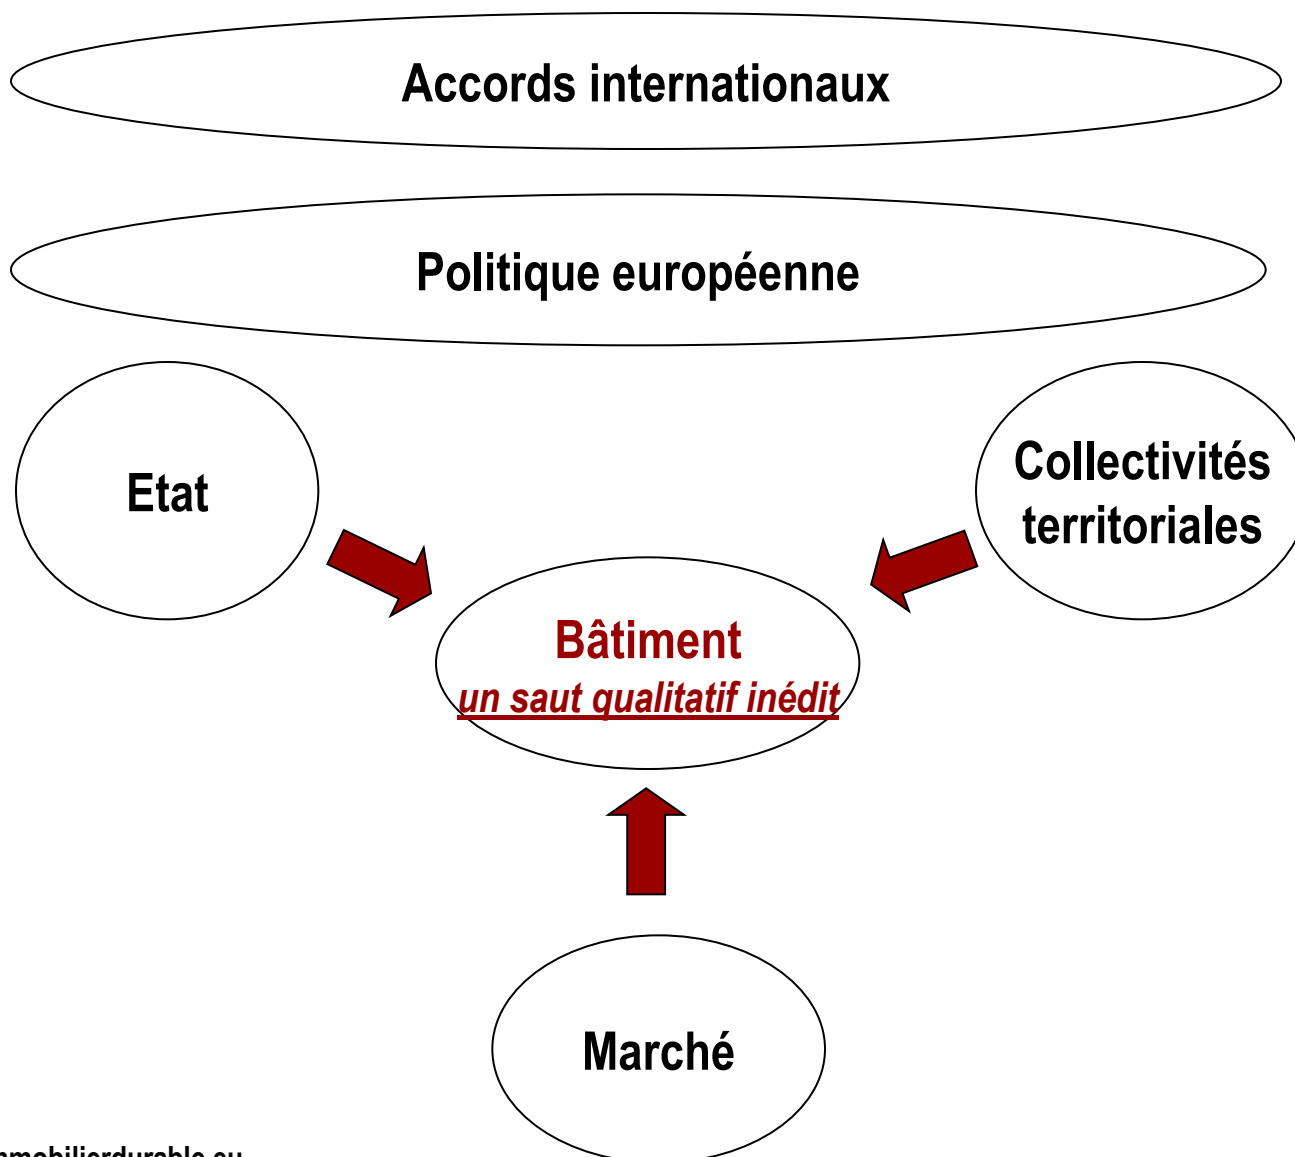 Accords internationaux
Politique européenne
Etat
Collectivités
territoriales
Bâtiment
un saut qualitatif inédit
Marché